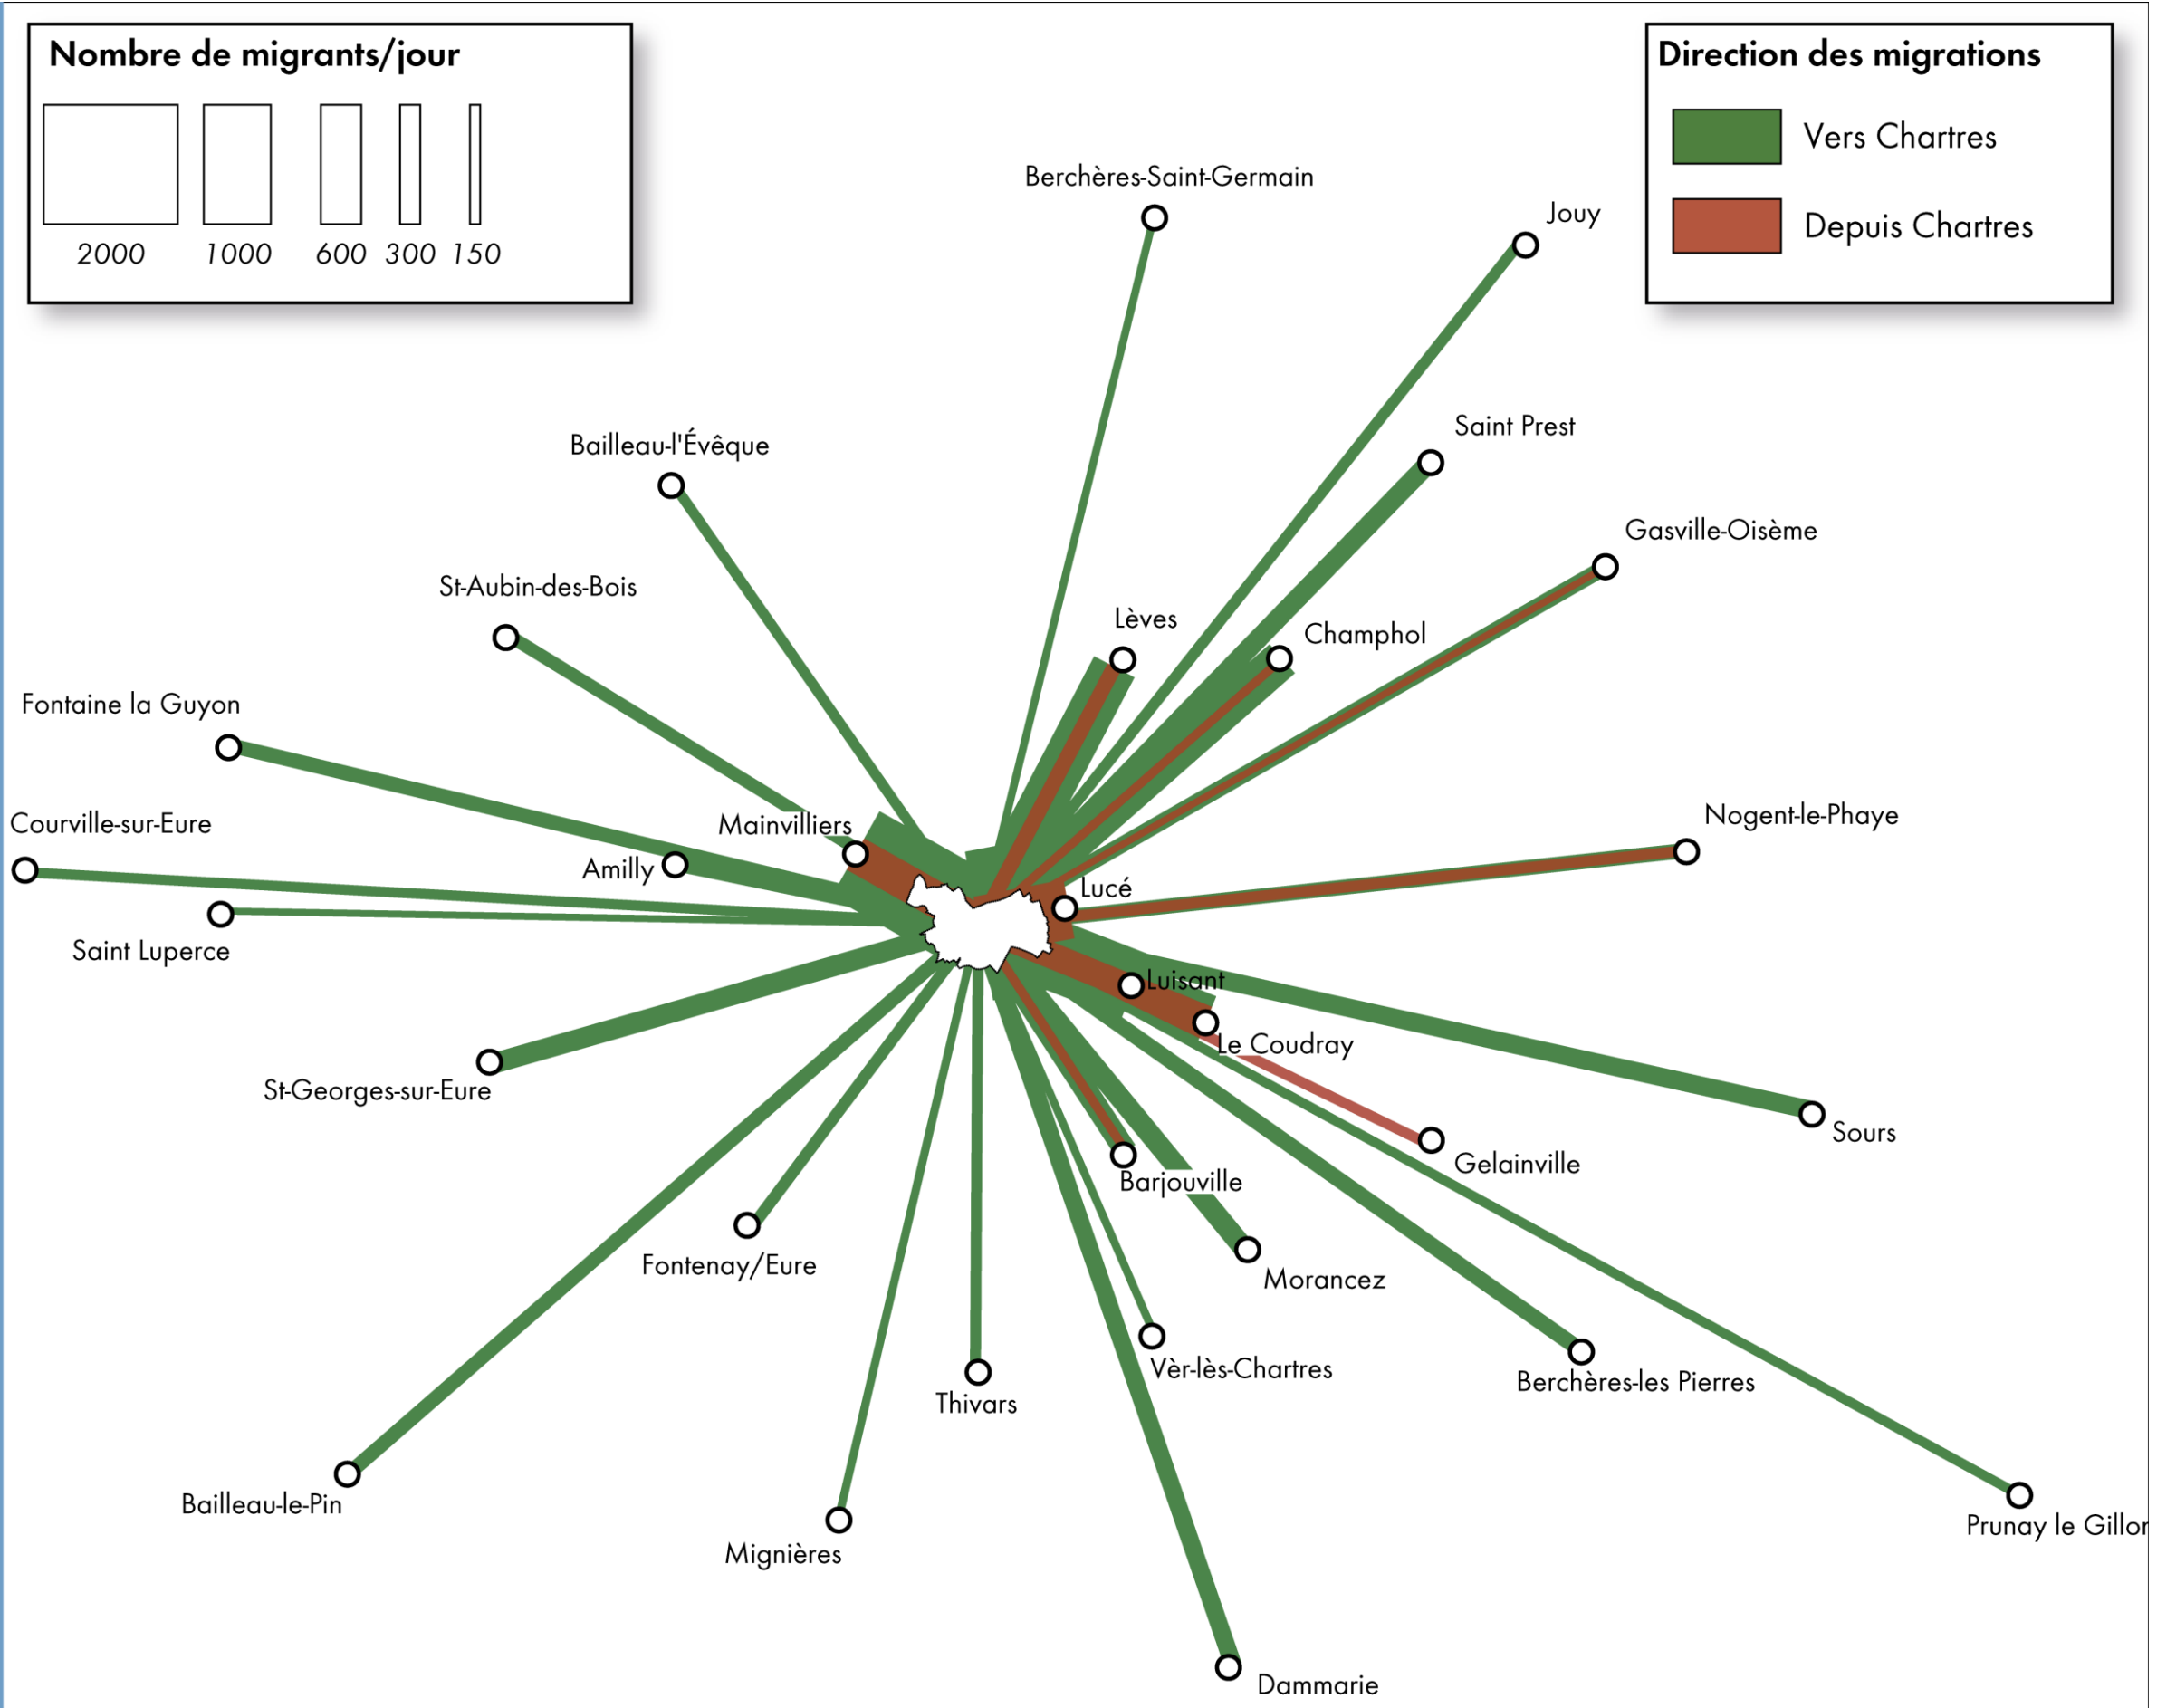 Nombre de migrants/jour
2000 1000 600 300 150
Direction des migrations
Vers Chartres
Depuis Chartres
Berchères-Saint-Germain
Jouy
Saint Prest
Bailleau-l'Évêque
Gasville-Oisème
St-Aubin-des-Bois
Lèves
Champhol
Fontaine la Guyon
Courville-sur-Eure
Mainvilliers
Nogent-le-Phaye
Amilly
Lucé
Saint Luperce
Luisant
Le Coudray
St-Georges-sur-Eure
Sours
Gelainville
Barjouville
Fontenay/Eure
Morancez
Vèr-lès-Chartres
Berchères-les Pierres
Thivars
Bailleau-le-Pin
Prunay le Gillor
Mignières
Dammarie